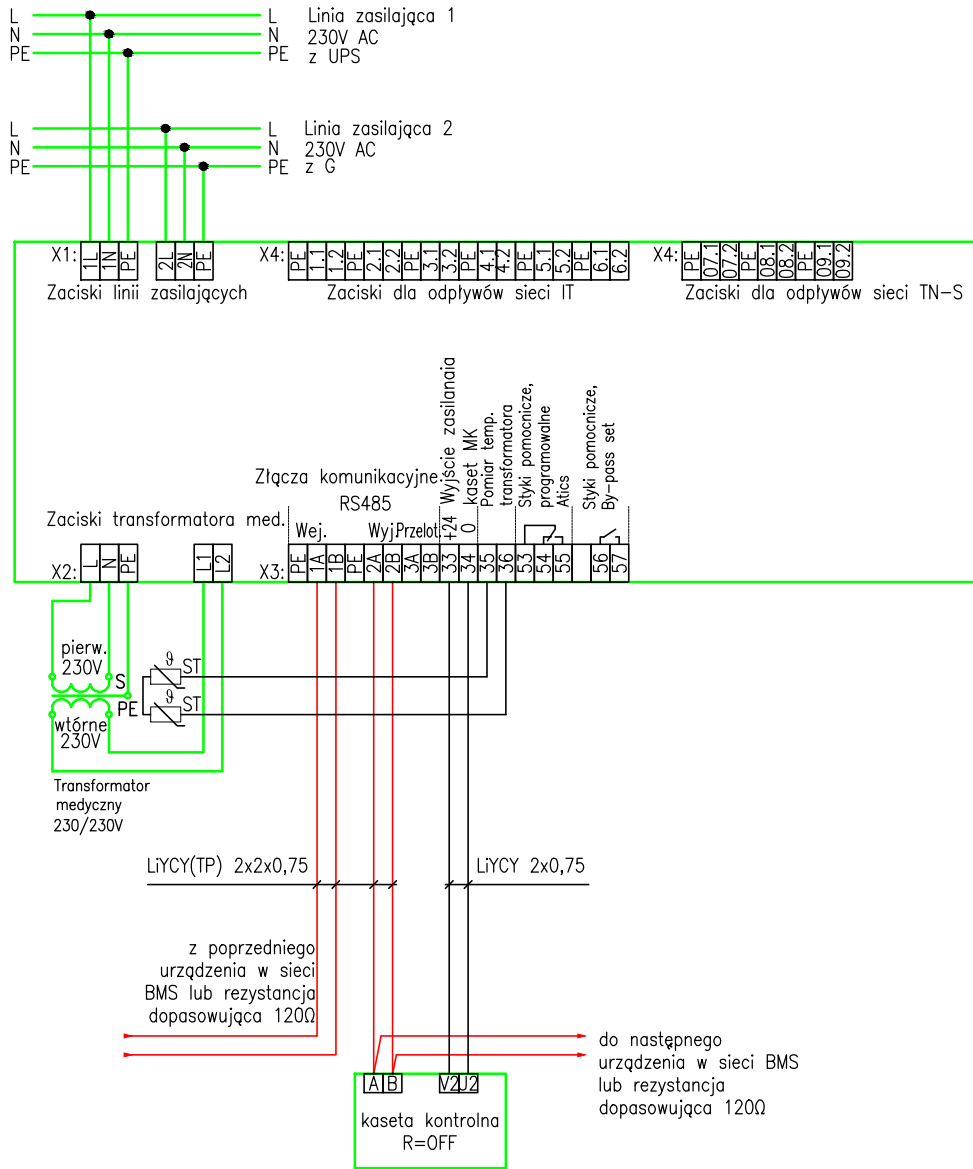 L L Linia zasilająca 1
N N 230V AC
PE PE z UPS
L L Linia zasilająca 2
N N 230V AC
PE PE z G
X1: 1L 1N PE 2L 2N PE
X4: PE 1.1 1.2 PE 2.1 2.2 PE 3.1 3.2 PE 4.1 4.2 PE 5.1 5.2 PE 6.1 6.2
X4: PE 07.1 07.2 PE 08.1 08.2 PE 09.1 09.2
Zaciski linii zasilających
Zaciski dla odpływów sieci IT
Zaciski dla odpływów sieci TN-S
Złącza komunikacyjne
RS485
Wej. Wyj. Przelot.
+24 Wyjście zasilanaia
0 kaset MK
Pomiar temp.
transformatora
Styki pomocnicze,
programowalne
Atics
Styki pomocnicze,
By-pass set
Zaciski transformatora med.
X2: L N PE L1 L2
X3: PE 1A 1B PE 2A 2B 3A 3B 33 34 35 36 53 54 55 56 57
pierw.
230V
S
PE
wtórne
230V
ϑ ST
ϑ ST
Transformator
medyczny
230/230V
LiYCY(TP) 2x2x0,75
LiYCY 2x0,75
z poprzedniego
urządzenia w sieci
BMS lub rezystancja
dopasowująca 120Ω
do następnego
urządzenia w sieci BMS
lub rezystancja
dopasowująca 120Ω
A B V2 U2
kaseta kontrolna
R=OFF